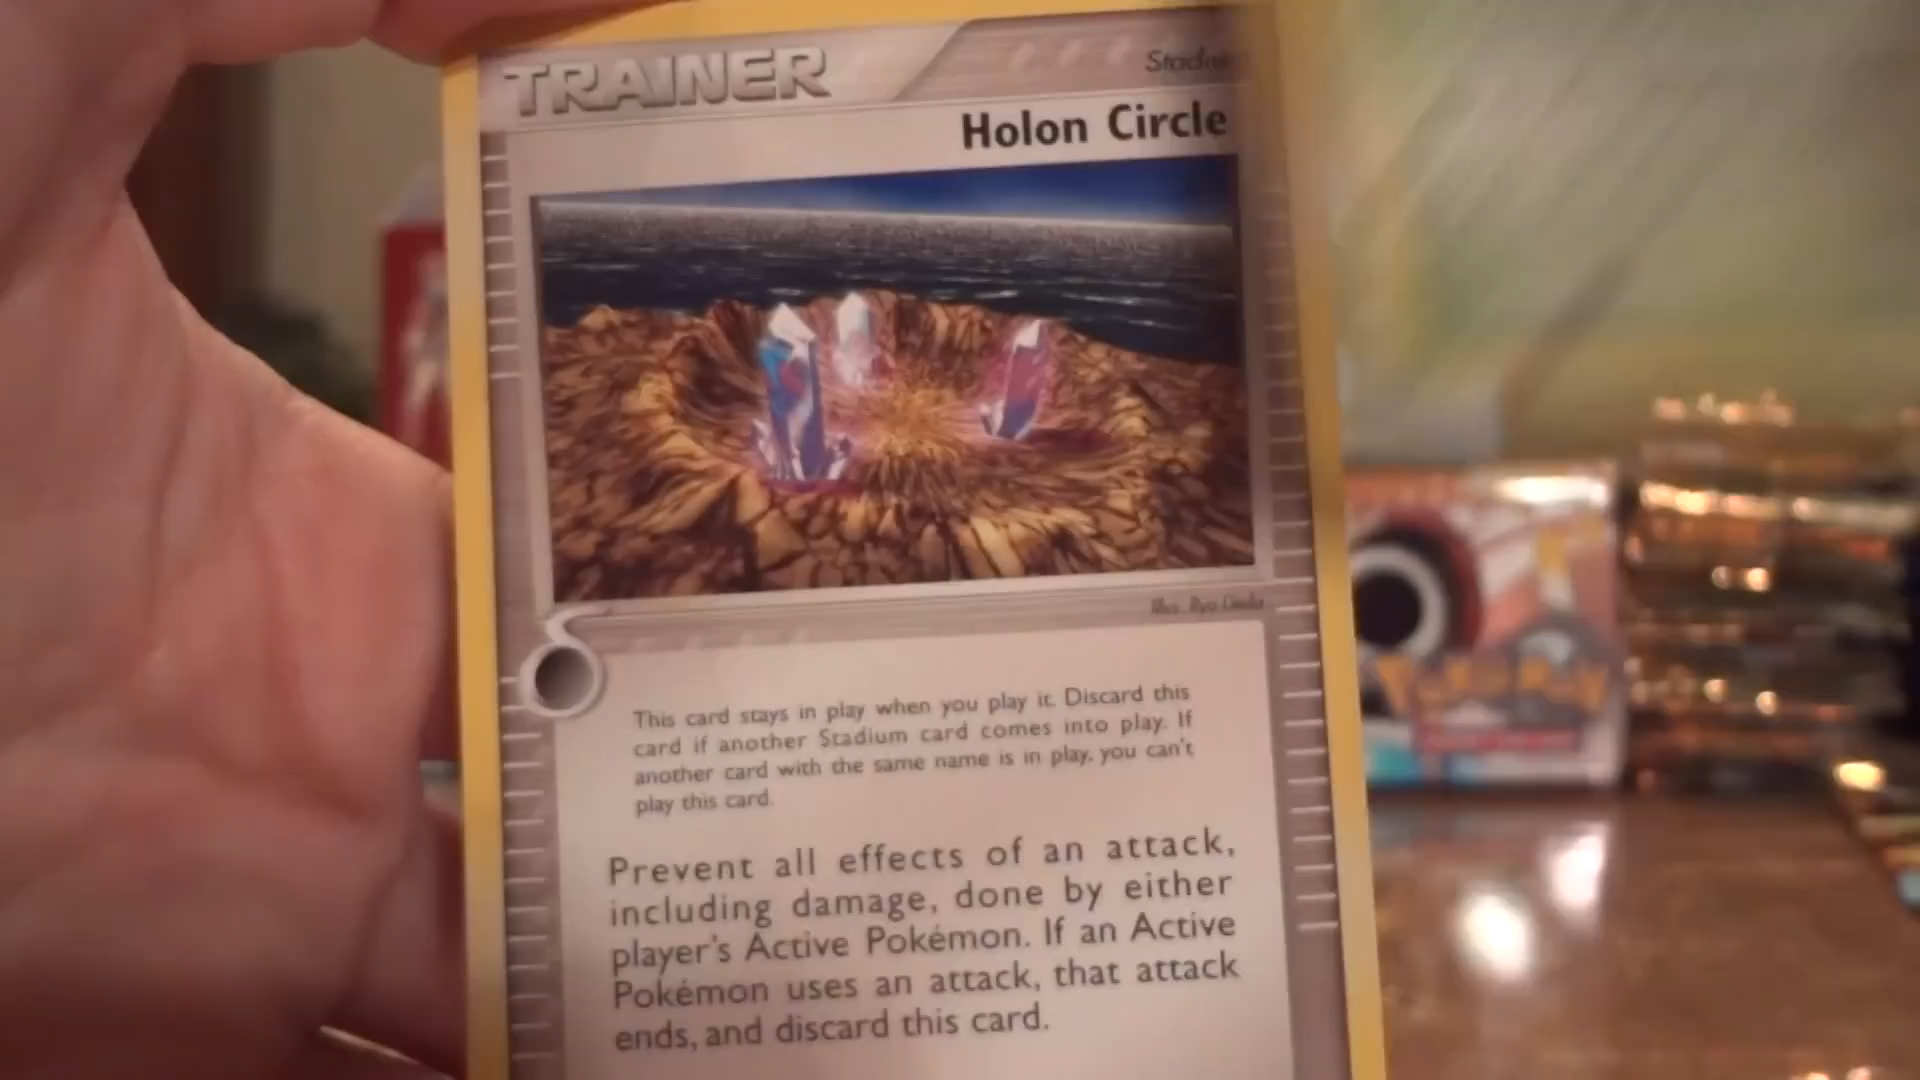 TRAINER
Holon Circle
Illus. Ryo Ueda
This card stays in play when you play it. Discard this
card if another Stadium card comes into play. If
another card with the same name is in play, you can't
play this card.
Prevent all effects of an attack,
including damage, done by either
player's Active Pokémon. If an Active
Pokémon uses an attack, that attack
ends, and discard this card.